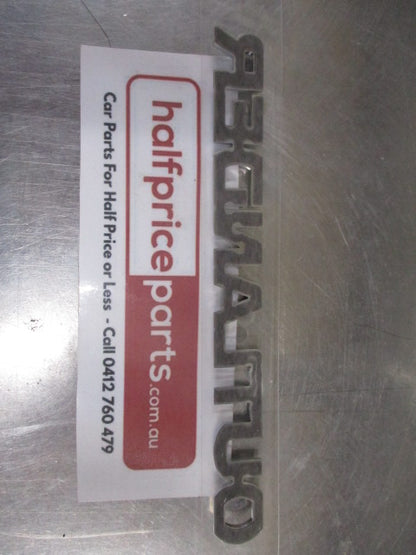 halfpriceparts.com.au
Car Parts For Half Price or Less - Call 0412 760 479
OUTLANDER